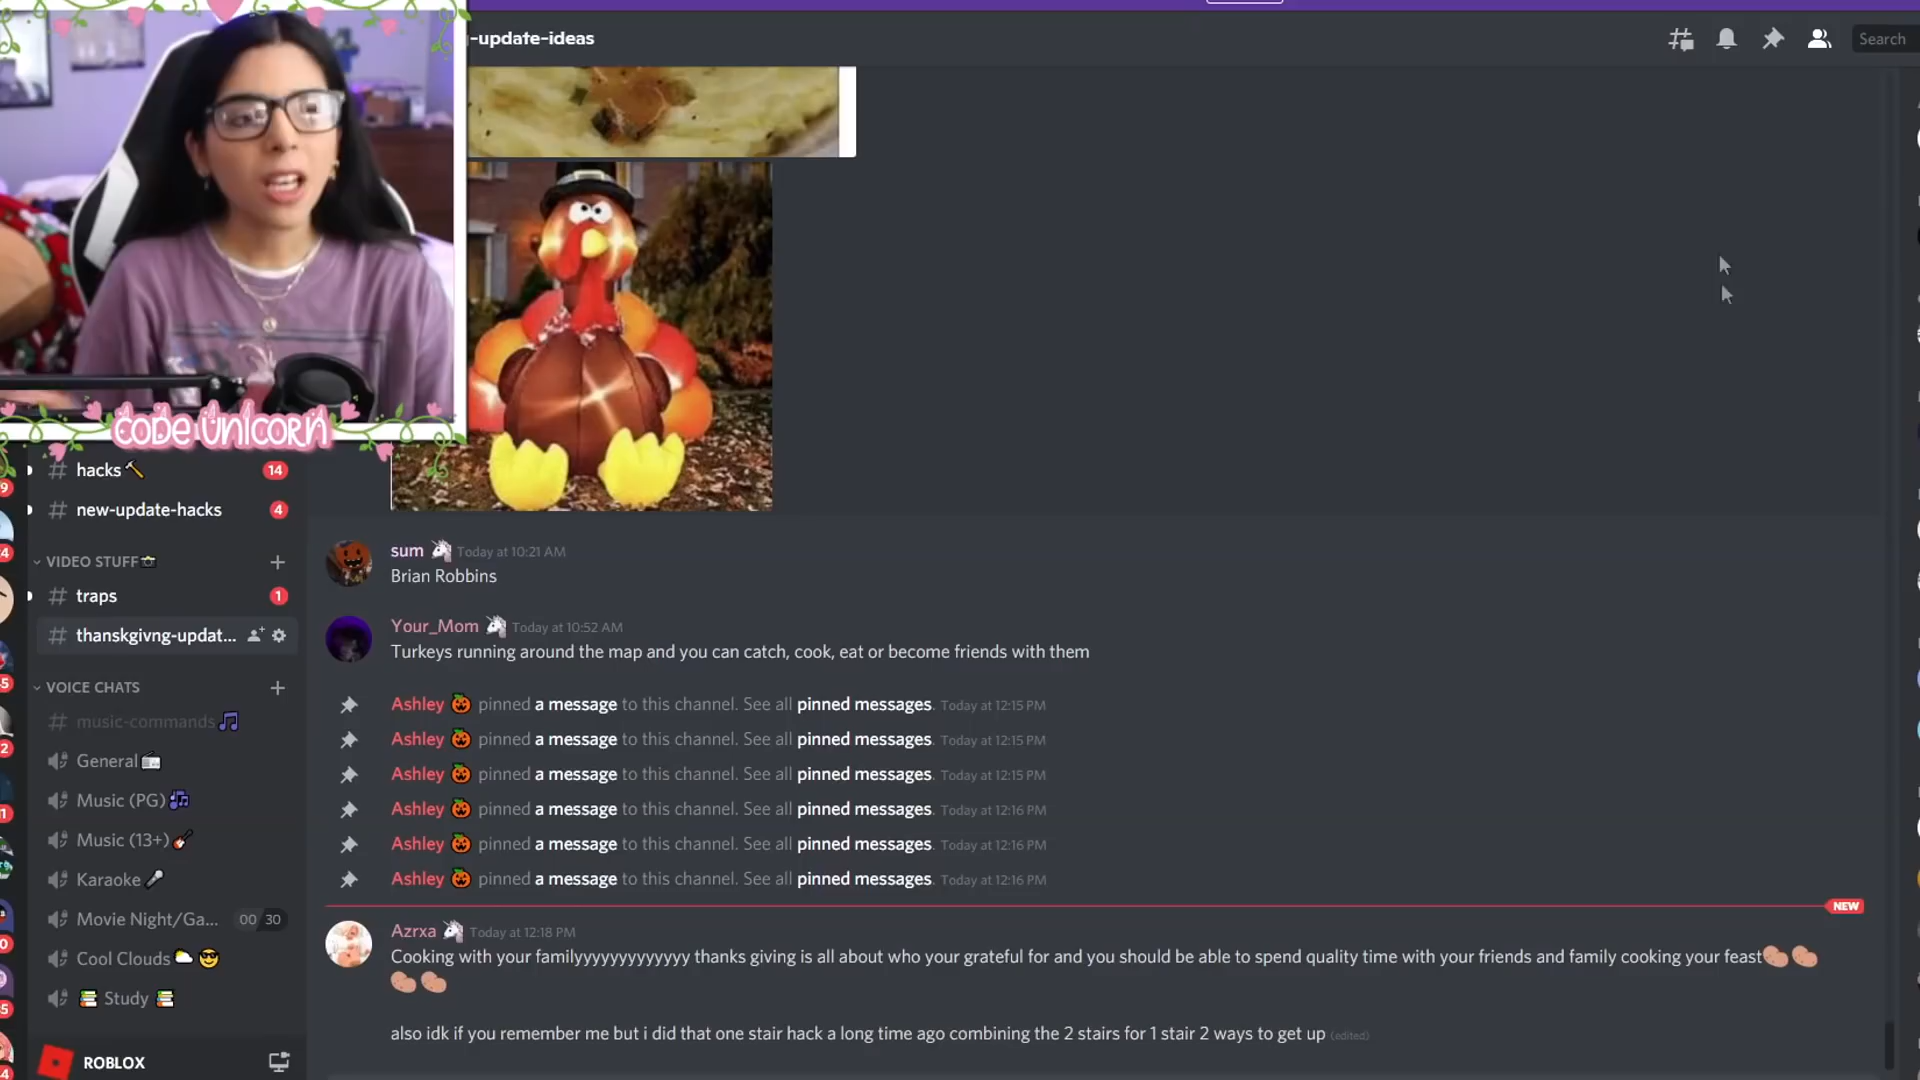 -update-ideas
Search
CODE UNICORN
hacks 14
new-update-hacks 4
VIDEO STUFF
traps 1
thanskgivng-updat...
VOICE CHATS
music-commands
General
Music (PG)
Music (13+)
Karaoke
Movie Night/Ga... 00 30
Cool Clouds
Study
ROBLOX
sum Today at 10:21 AM
Brian Robbins
Your_Mom Today at 10:52 AM
Turkeys running around the map and you can catch, cook, eat or become friends with them
Ashley pinned a message to this channel. See all pinned messages. Today at 12:15 PM
Ashley pinned a message to this channel. See all pinned messages. Today at 12:15 PM
Ashley pinned a message to this channel. See all pinned messages. Today at 12:15 PM
Ashley pinned a message to this channel. See all pinned messages. Today at 12:16 PM
Ashley pinned a message to this channel. See all pinned messages. Today at 12:16 PM
Ashley pinned a message to this channel. See all pinned messages. Today at 12:16 PM
NEW
Azrxa Today at 12:18 PM
Cooking with your familyyyyyyyyyyyyy thanks giving is all about who your grateful for and you should be able to spend quality time with your friends and family cooking your feast
also idk if you remember me but i did that one stair hack a long time ago combining the 2 stairs for 1 stair 2 ways to get up (edited)